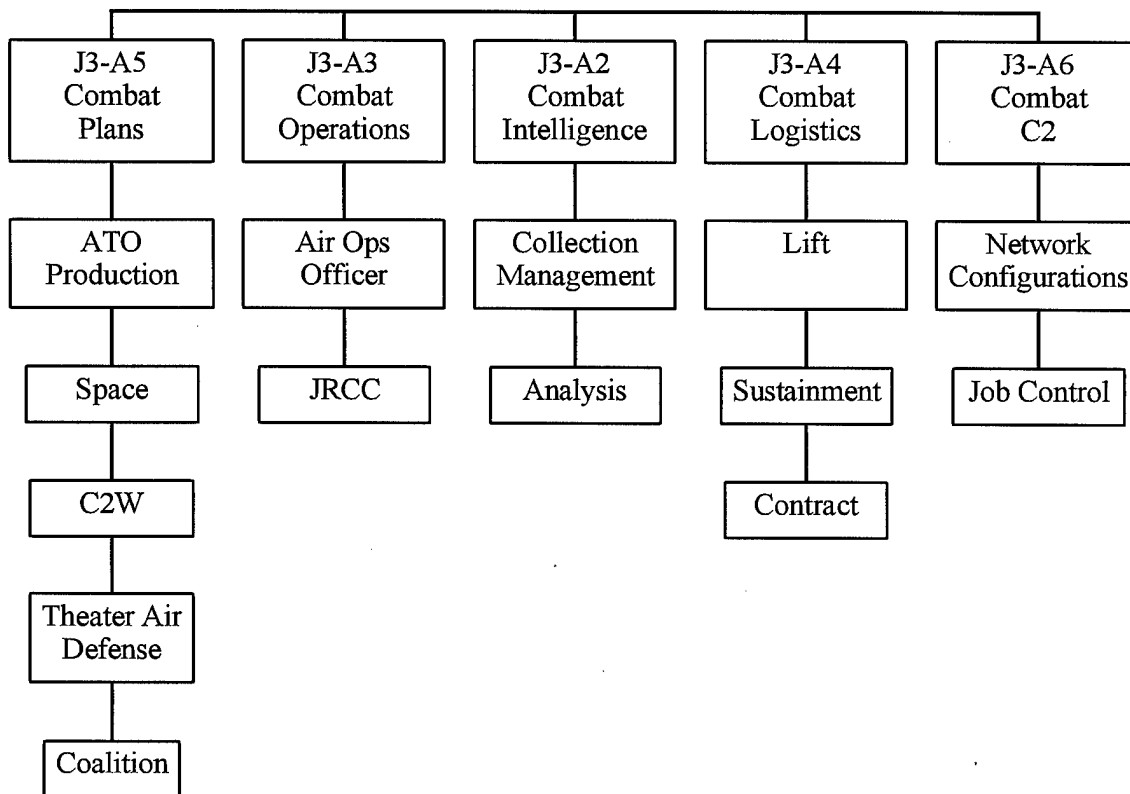 J3-A5
Combat
Plans
J3-A3
Combat
Operations
J3-A2
Combat
Intelligence
J3-A4
Combat
Logistics
J3-A6
Combat
C2
ATO
Production
Air Ops
Officer
Collection
Management
Lift
Network
Configurations
Space
JRCC
Analysis
Sustainment
Job Control
C2W
Contract
Theater Air
Defense
Coalition